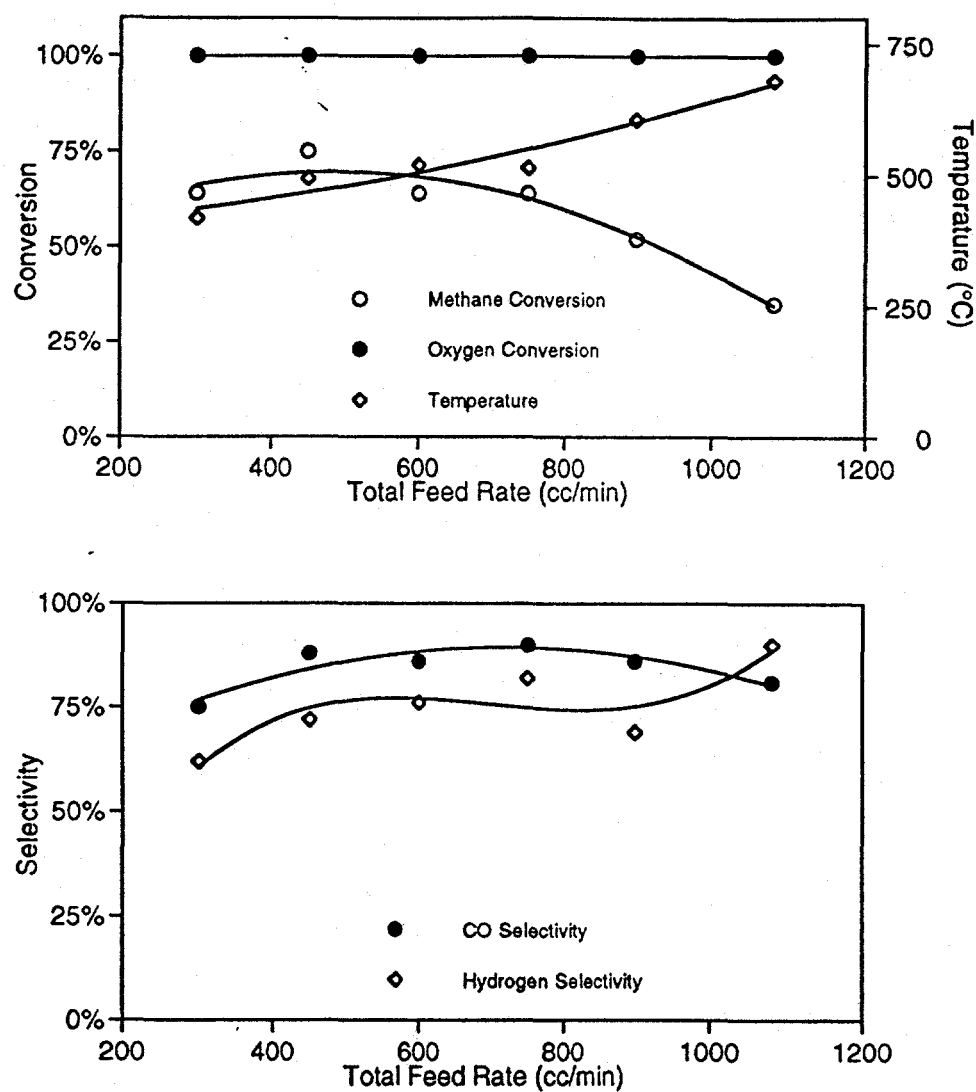 100%
75%
50%
25%
0%
Conversion
750
500
250
0
Temperature (°C)
Methane Conversion
Oxygen Conversion
Temperature
200 400 600 800 1000 1200
Total Feed Rate (cc/min)
100%
75%
50%
25%
0%
Selectivity
CO Selectivity
Hydrogen Selectivity
200 400 600 800 1000 1200
Total Feed Rate (cc/min)